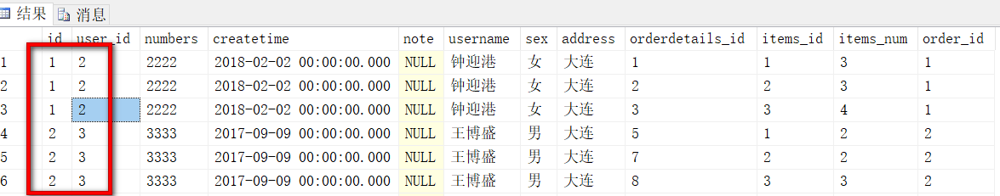 结果 消息
id user_id numbers createtime note username sex address orderdetails_id items_id items_num order_id
1 1 2 2222 2018-02-02 00:00:00.000 NULL 钟迎港 女 大连 1 1 3 1
2 1 2 2222 2018-02-02 00:00:00.000 NULL 钟迎港 女 大连 2 2 3 1
3 1 2 2222 2018-02-02 00:00:00.000 NULL 钟迎港 女 大连 3 3 4 1
4 2 3 3333 2017-09-09 00:00:00.000 NULL 王博盛 男 大连 5 1 2 2
5 2 3 3333 2017-09-09 00:00:00.000 NULL 王博盛 男 大连 7 2 2 2
6 2 3 3333 2017-09-09 00:00:00.000 NULL 王博盛 男 大连 8 3 3 2